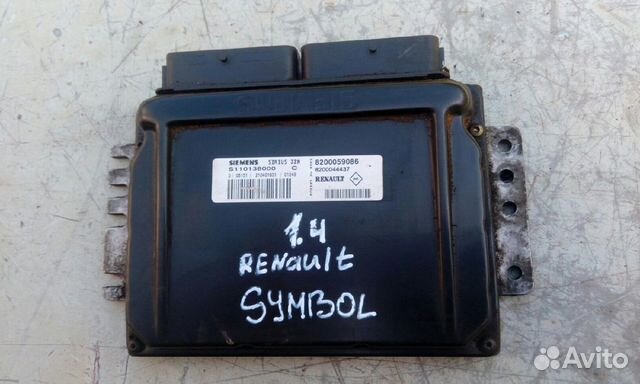 SIEMENS SIRIUS 32N
S110138000 C
8200059086
8200044437
RENAULT
1.4
RENAULT
SYMBOL
Avito